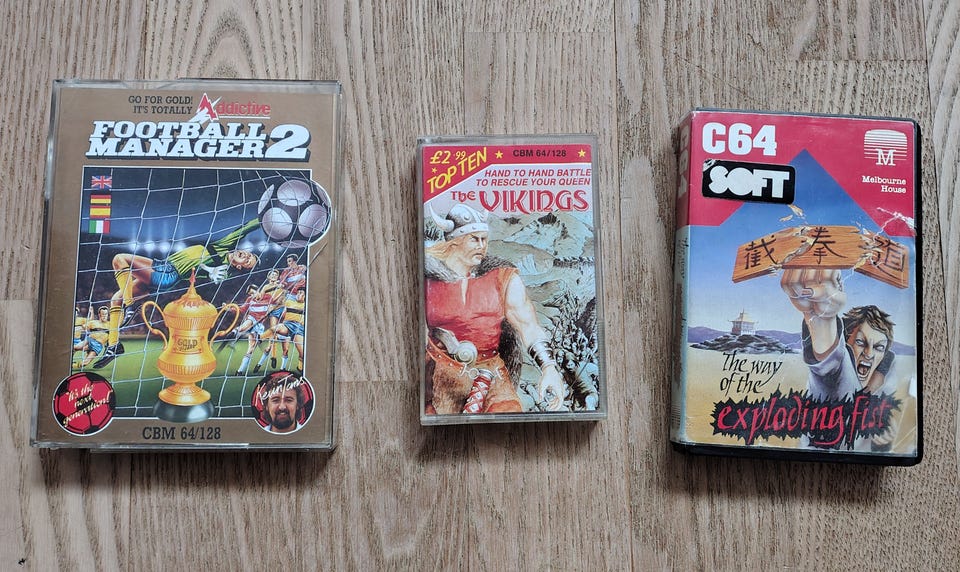 GO FOR GOLD!
IT'S TOTALLY
Addictive
FOOTBALL
MANAGER 2
GOLD
"It's the
next
generation!"
CBM 64/128
£2.99
TOP TEN
CBM 64/128
HAND TO HAND BATTLE
TO RESCUE YOUR QUEEN
THE VIKINGS
C64
SOFT
M
Melbourne
House
截拳道
The way
of the
exploding fist